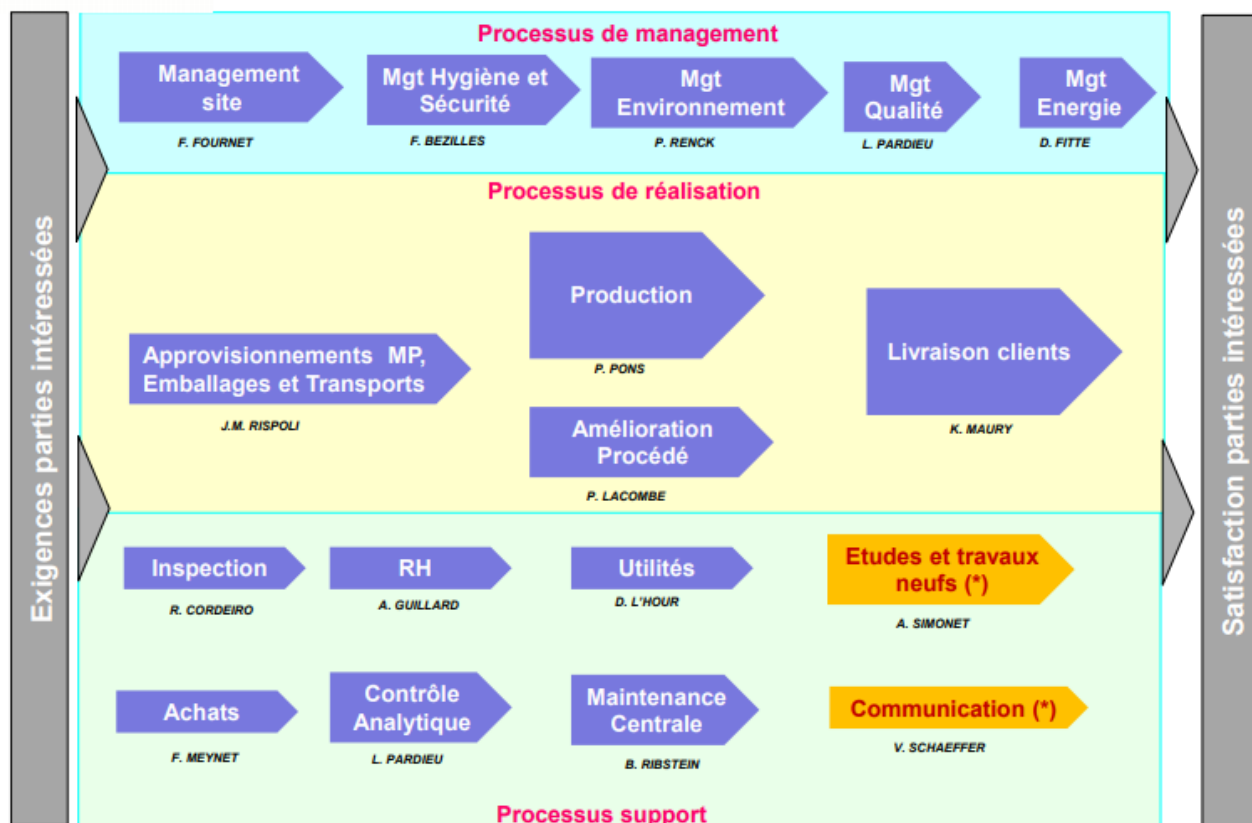 Exigences parties intéressées
Processus de management
Management
site
F. FOURNET
Mgt Hygiène et
Sécurité
F. BEZILLES
Mgt
Environnement
P. RENCK
Mgt
Qualité
L. PARDIEU
Mgt
Energie
D. FITTE
Processus de réalisation
Approvisionnements MP,
Emballages et Transports
J.M. RISPOLI
Production
P. PONS
Amélioration
Procédé
P. LACOMBE
Livraison clients
K. MAURY
Inspection
R. CORDEIRO
RH
A. GUILLARD
Utilités
D. L'HOUR
Etudes et travaux
neufs (*)
A. SIMONET
Achats
F. MEYNET
Contrôle
Analytique
L. PARDIEU
Maintenance
Centrale
B. RIBSTEIN
Communication (*)
V. SCHAEFFER
Processus support
Satisfaction parties intéressées